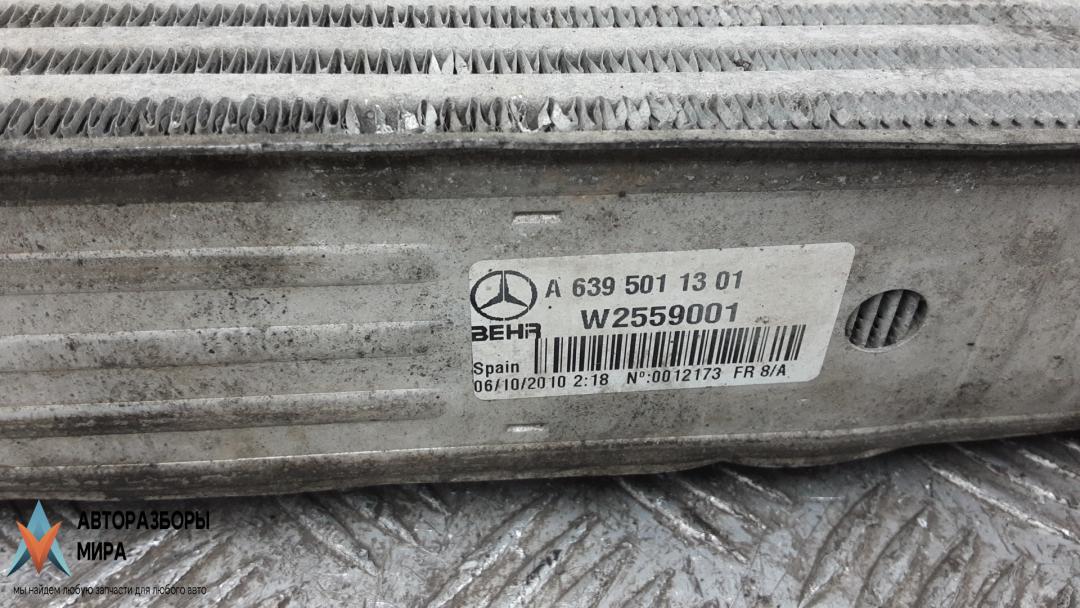 A 639 501 13 01
W2559001
BEHR
Spain
06/10/2010 2:18 Nº:0012173 FR 8/A
АВТОРАЗБОРЫ
МИРА
мы найдем любую запчасти для любого авто